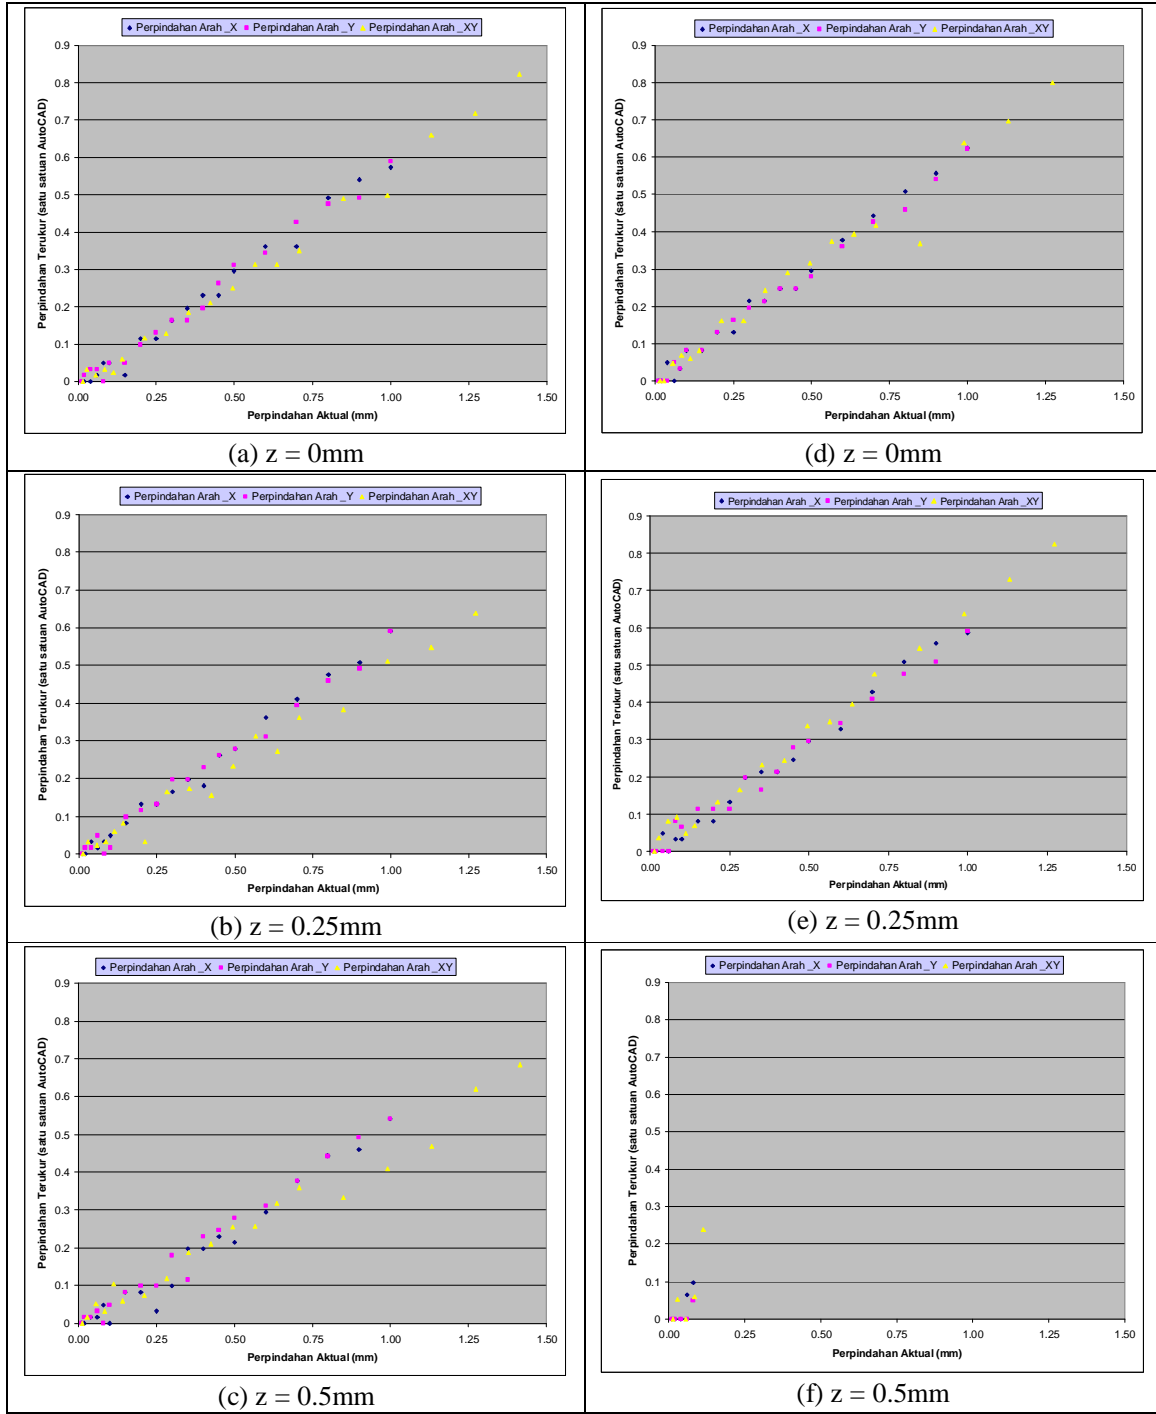 Perpindahan Arah _X Perpindahan Arah _Y Perpindahan Arah _XY
0.9
0.8
0.7
0.6
0.5
0.4
0.3
0.2
0.1
0
0.00 0.25 0.50 0.75 1.00 1.25 1.50
Perpindahan Terukur (satu satuan AutoCAD)
Perpindahan Aktual (mm)
(a) z = 0mm
Perpindahan Arah _X Perpindahan Arah _Y Perpindahan Arah _XY
0.9
0.8
0.7
0.6
0.5
0.4
0.3
0.2
0.1
0
0.00 0.25 0.50 0.75 1.00 1.25 1.50
Perpindahan Terukur (satu satuan AutoCAD)
Perpindahan Aktual (mm)
(d) z = 0mm
Perpindahan Arah _X Perpindahan Arah _Y Perpindahan Arah _XY
0.9
0.8
0.7
0.6
0.5
0.4
0.3
0.2
0.1
0
0.00 0.25 0.50 0.75 1.00 1.25 1.50
Perpindahan Terukur (satu satuan AutoCAD)
Perpindahan Aktual (mm)
(b) z = 0.25mm
Perpindahan Arah _X Perpindahan Arah _Y Perpindahan Arah _XY
0.9
0.8
0.7
0.6
0.5
0.4
0.3
0.2
0.1
0
0.00 0.25 0.50 0.75 1.00 1.25 1.50
Perpindahan Terukur (satu satuan AutoCAD)
Perpindahan Aktual (mm)
(e) z = 0.25mm
Perpindahan Arah _X Perpindahan Arah _Y Perpindahan Arah _XY
0.9
0.8
0.7
0.6
0.5
0.4
0.3
0.2
0.1
0
0.00 0.25 0.50 0.75 1.00 1.25 1.50
Perpindahan Terukur (satu satuan AutoCAD)
Perpindahan Aktual (mm)
(c) z = 0.5mm
Perpindahan Arah _X Perpindahan Arah _Y Perpindahan Arah _XY
0.9
0.8
0.7
0.6
0.5
0.4
0.3
0.2
0.1
0
0.00 0.25 0.50 0.75 1.00 1.25 1.50
Perpindahan Terukur (satu satuan AutoCAD)
Perpindahan Aktual (mm)
(f) z = 0.5mm